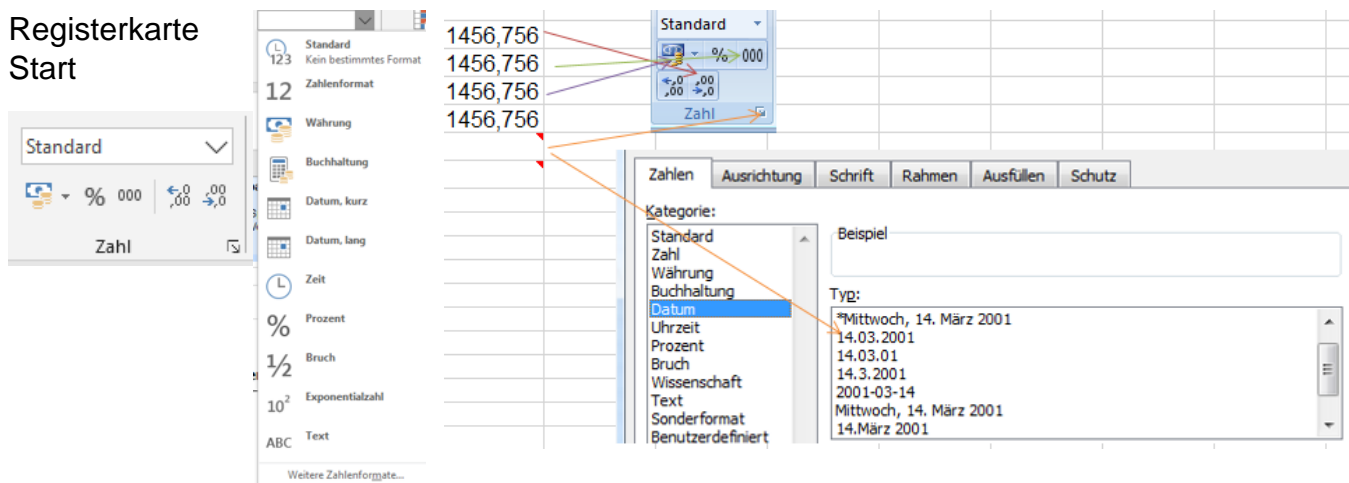 Registerkarte
Start
Standard
% 000
←,0 ,00
,00 →,0
Zahl
123
Standard
Kein bestimmtes Format
12
Zahlenformat
Währung
Buchhaltung
Datum, kurz
Datum, lang
Zeit
%
Prozent
½
Bruch
10²
Exponentialzahl
ABC
Text
Weitere Zahlenformate...
1456,756
1456,756
1456,756
1456,756
Standard
% 000
←,0 ,00
,00 →,0
Zahl
Zahlen Ausrichtung Schrift Rahmen Ausfüllen Schutz
Kategorie:
Standard
Zahl
Währung
Buchhaltung
Datum
Uhrzeit
Prozent
Bruch
Wissenschaft
Text
Sonderformat
Benutzerdefiniert
Beispiel
Typ:
*Mittwoch, 14. März 2001
14.03.2001
14.03.01
14.3.2001
2001-03-14
Mittwoch, 14. März 2001
14.März 2001